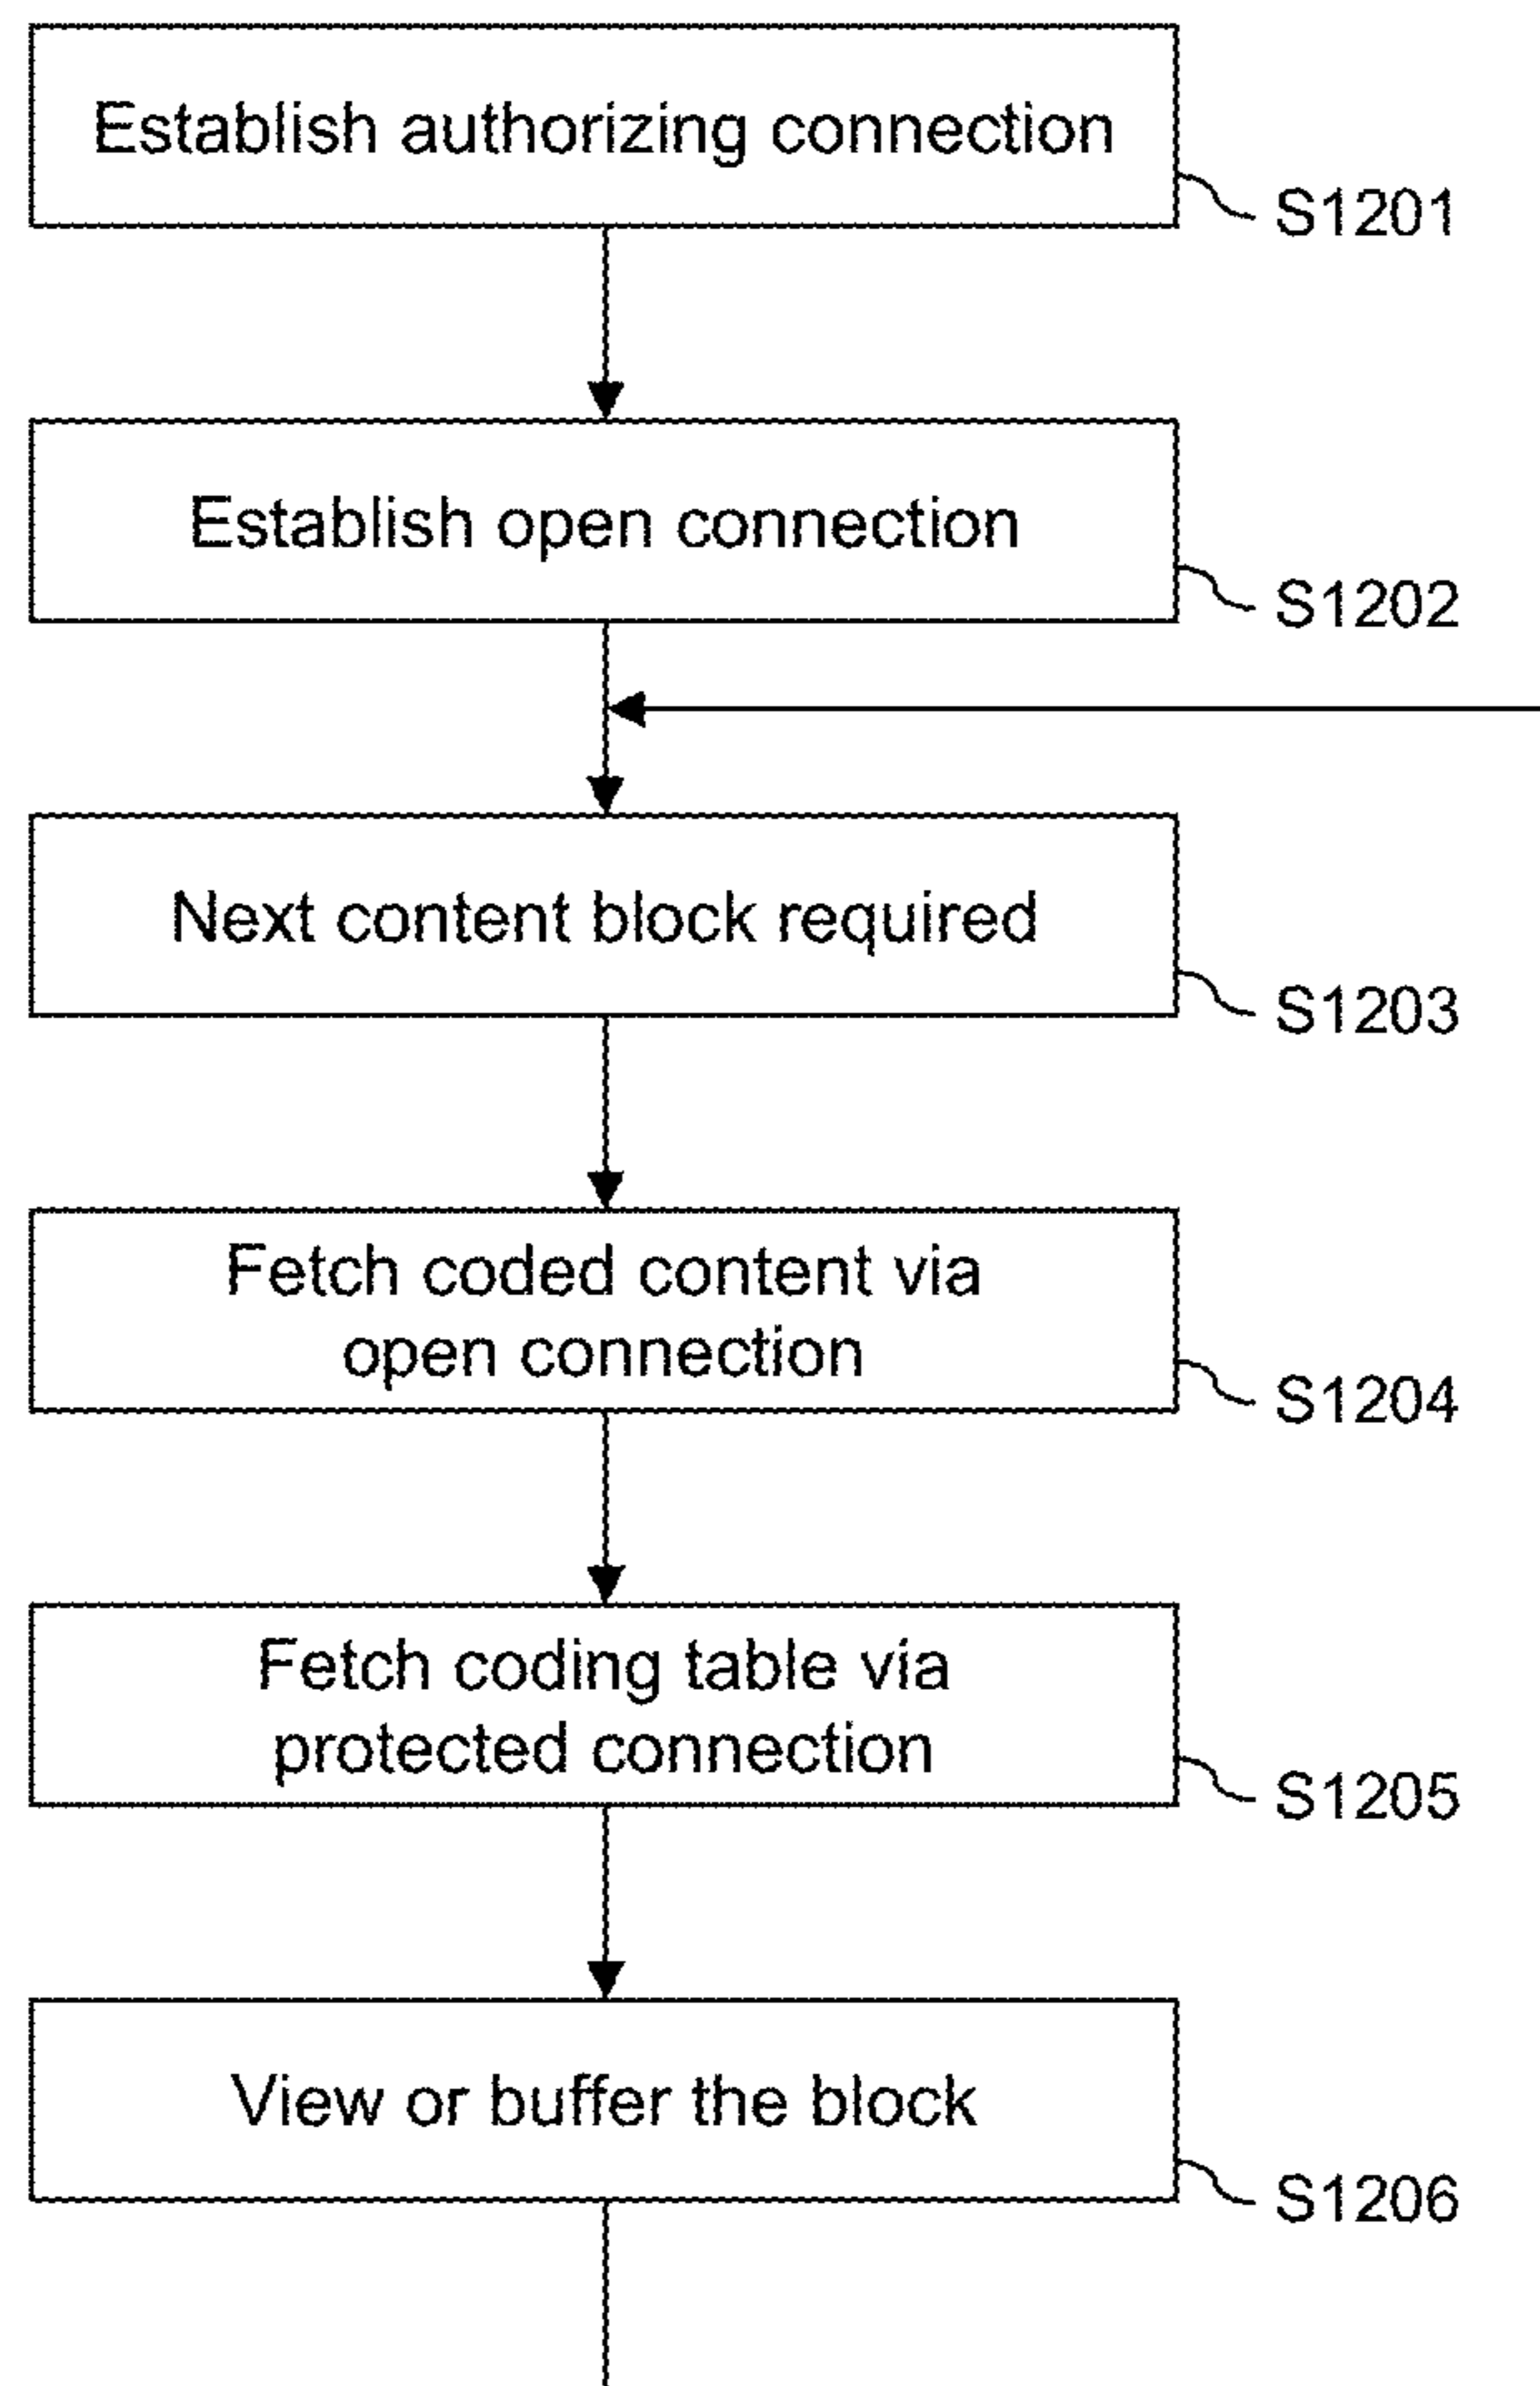 Establish authorizing connection
S1201
Establish open connection
S1202
Next content block required
S1203
Fetch coded content via
open connection
S1204
Fetch coding table via
protected connection
S1205
View or buffer the block
S1206